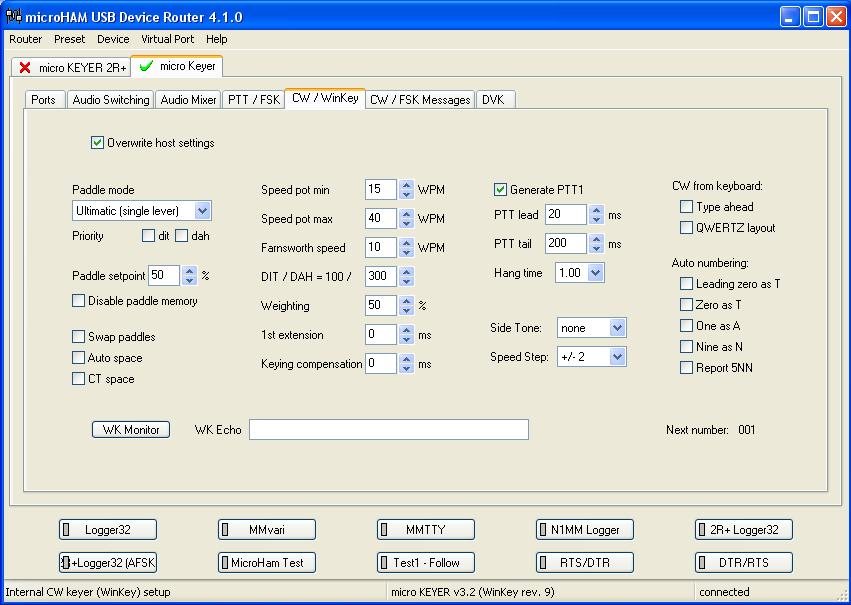 microHAM USB Device Router 4.1.0
Router Preset Device Virtual Port Help
micro KEYER 2R+ micro Keyer
Ports Audio Switching Audio Mixer PTT / FSK CW / WinKey CW / FSK Messages DVK
Overwrite host settings
Paddle mode
Ultimatic (single lever)
Priority dit dah
Paddle setpoint 50 %
Disable paddle memory
Swap paddles
Auto space
CT space
Speed pot min 15 WPM
Speed pot max 40 WPM
Farnsworth speed 10 WPM
DIT / DAH = 100 / 300
Weighting 50 %
1st extension 0 ms
Keying compensation 0 ms
Generate PTT1
PTT lead 20 ms
PTT tail 200 ms
Hang time 1.00
Side Tone: none
Speed Step: +/- 2
CW from keyboard:
Type ahead
QWERTZ layout
Auto numbering:
Leading zero as T
Zero as T
One as A
Nine as N
Report 5NN
WK Monitor WK Echo Next number: 001
Logger32 MMvari MMTTY N1MM Logger 2R+ Logger32
+Logger32 (AFSK MicroHam Test Test1 - Follow RTS/DTR DTR/RTS
Internal CW keyer (WinKey) setup micro KEYER v3.2 (WinKey rev. 9) connected